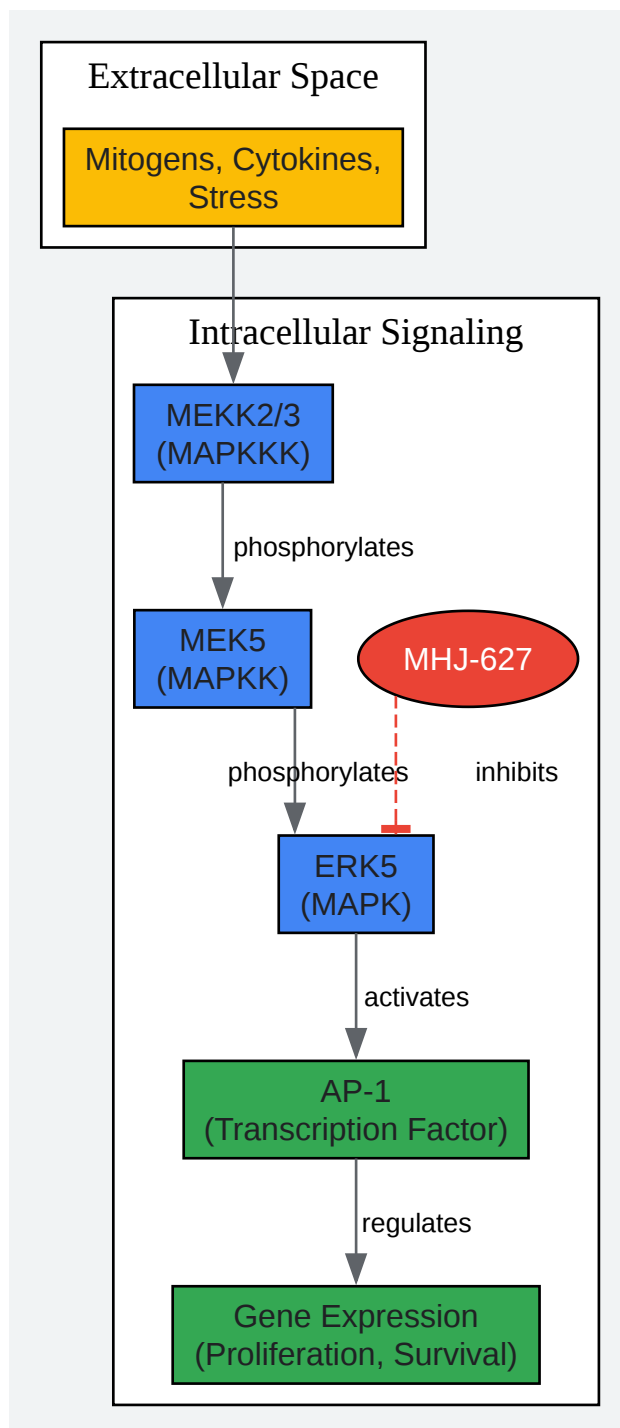 Extracellular Space
Mitogens, Cytokines,
Stress
Intracellular Signaling
MEKK2/3
(MAPKKK)
phosphorylates
MEK5
(MAPKK)
MHJ-627
phosphorylates
inhibits
ERK5
(MAPK)
activates
AP-1
(Transcription Factor)
regulates
Gene Expression
(Proliferation, Survival)